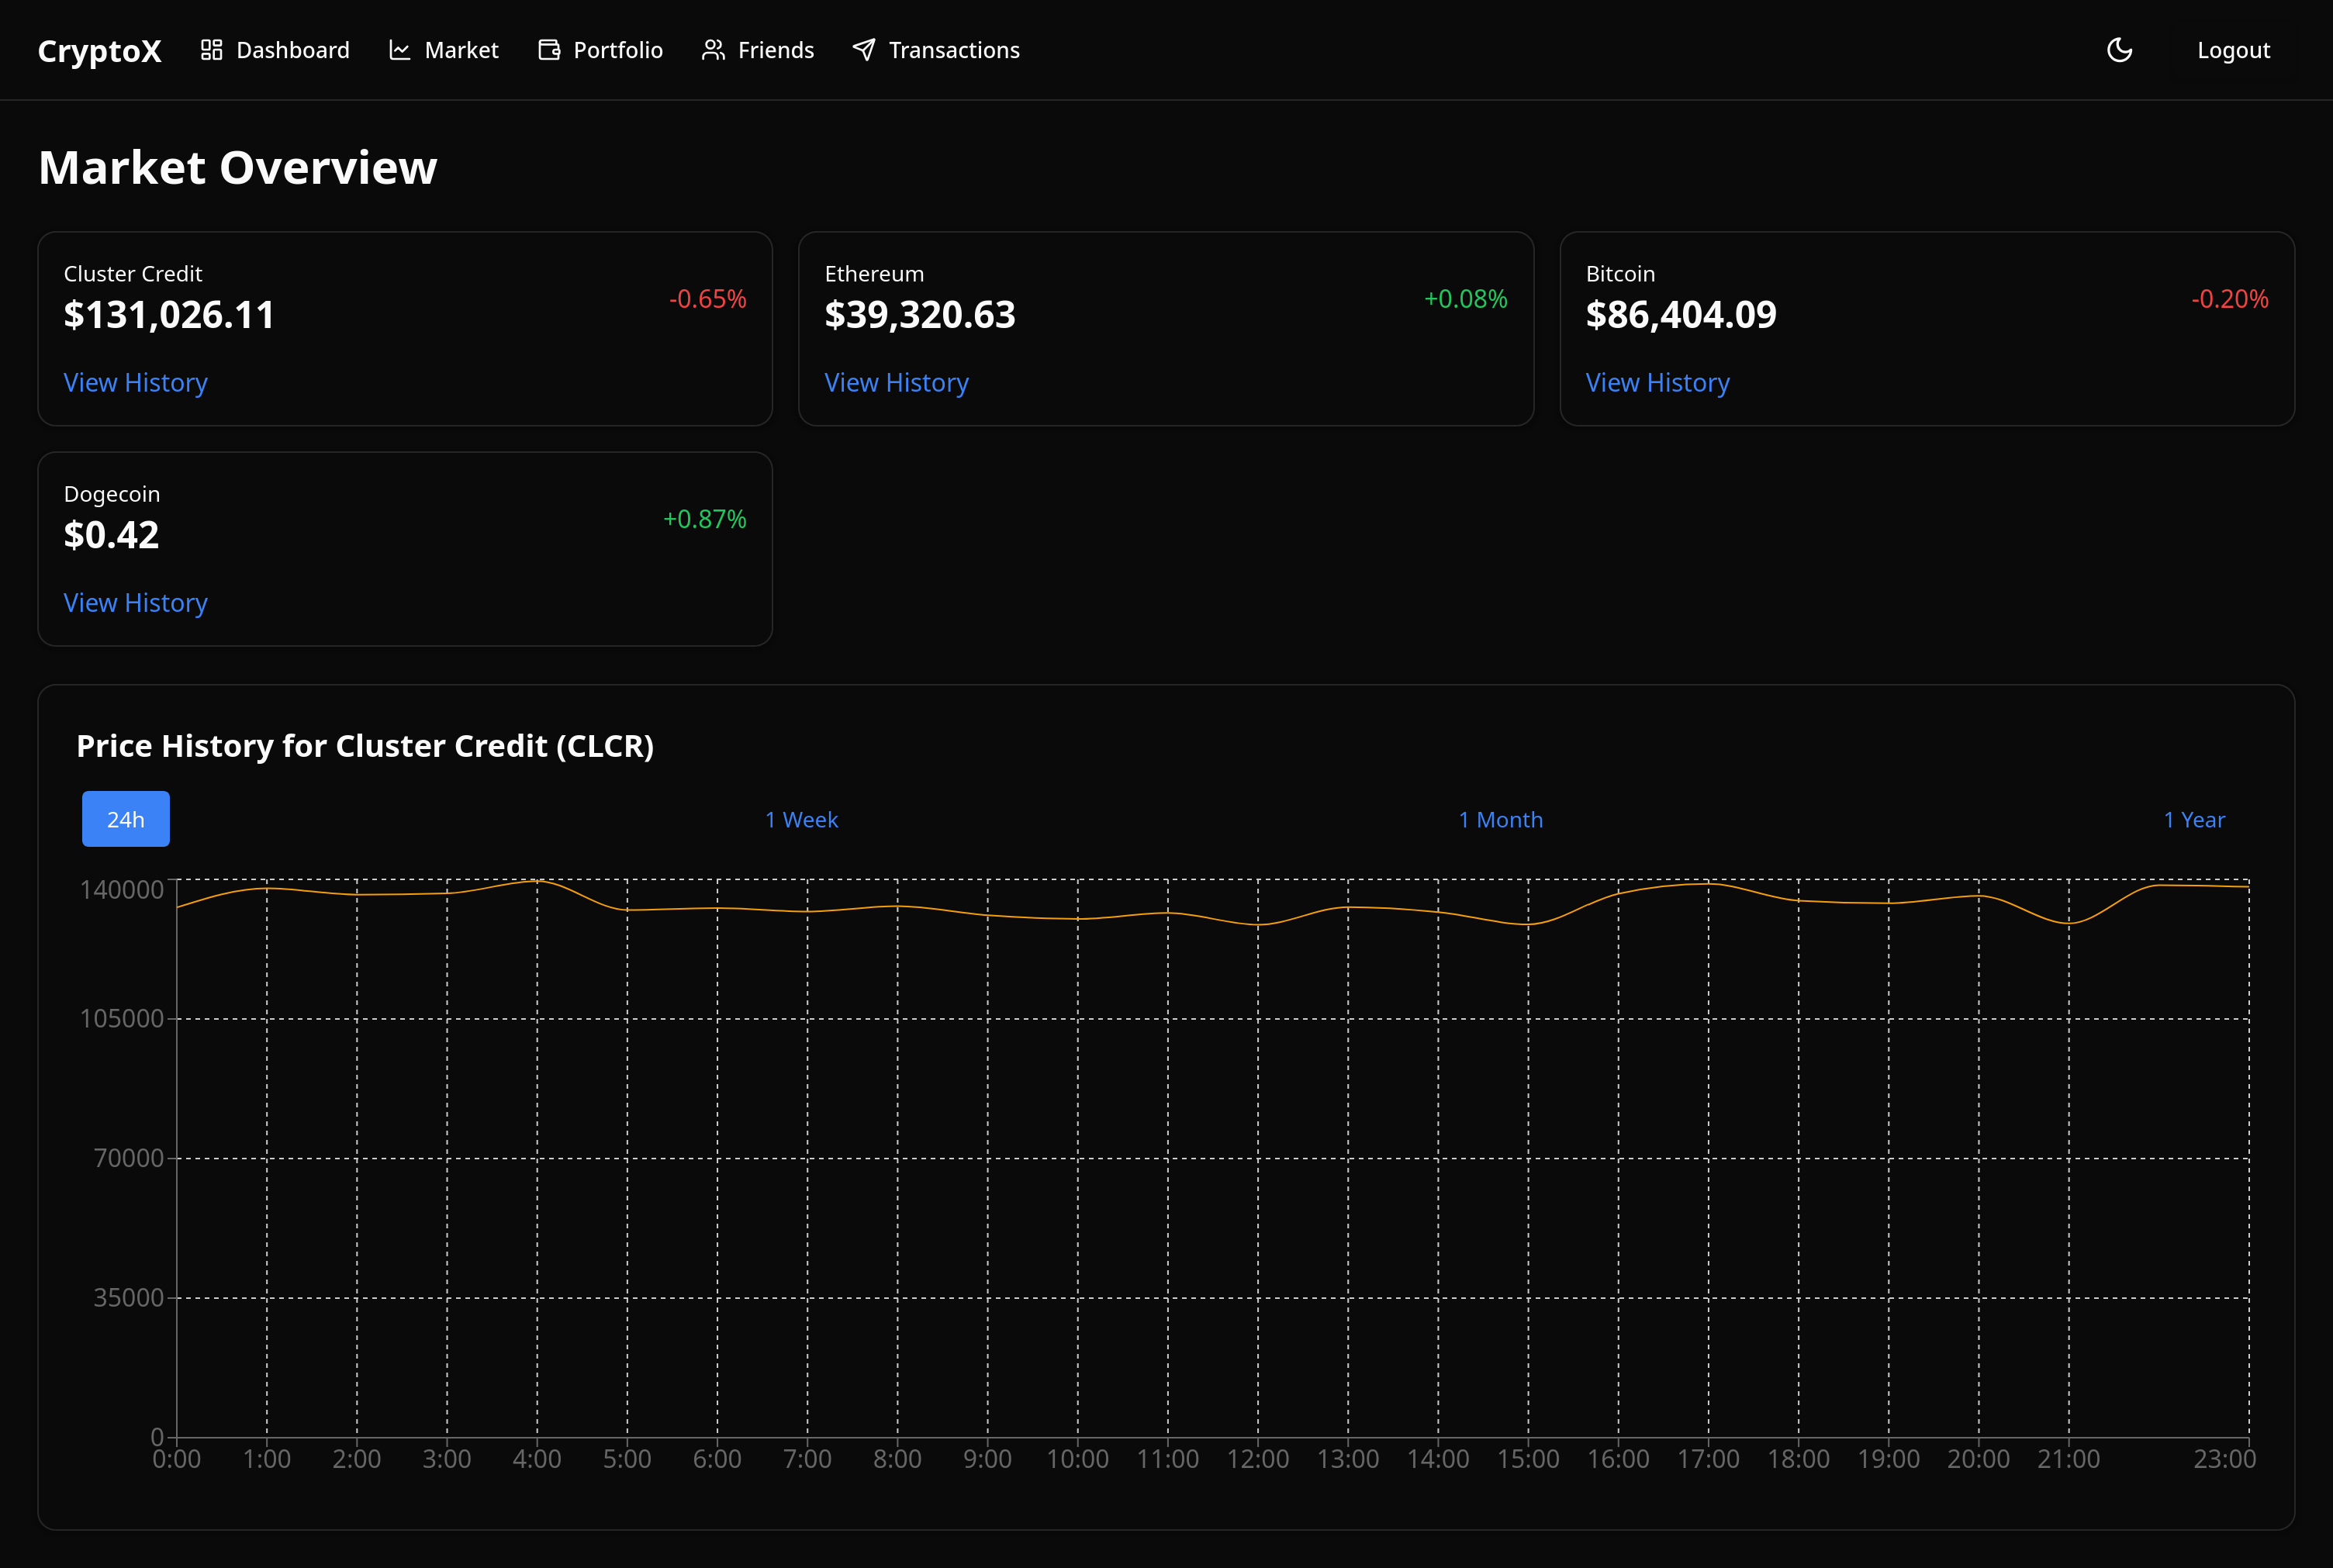 CryptoX Dashboard Market Portfolio Friends Transactions Logout
Market Overview
Cluster Credit
$131,026.11
-0.65%
View History
Ethereum
$39,320.63
+0.08%
View History
Bitcoin
$86,404.09
-0.20%
View History
Dogecoin
$0.42
+0.87%
View History
Price History for Cluster Credit (CLCR)
24h 1 Week 1 Month 1 Year
140000
105000
70000
35000
0
0:00 1:00 2:00 3:00 4:00 5:00 6:00 7:00 8:00 9:00 10:00 11:00 12:00 13:00 14:00 15:00 16:00 17:00 18:00 19:00 20:00 21:00 23:00